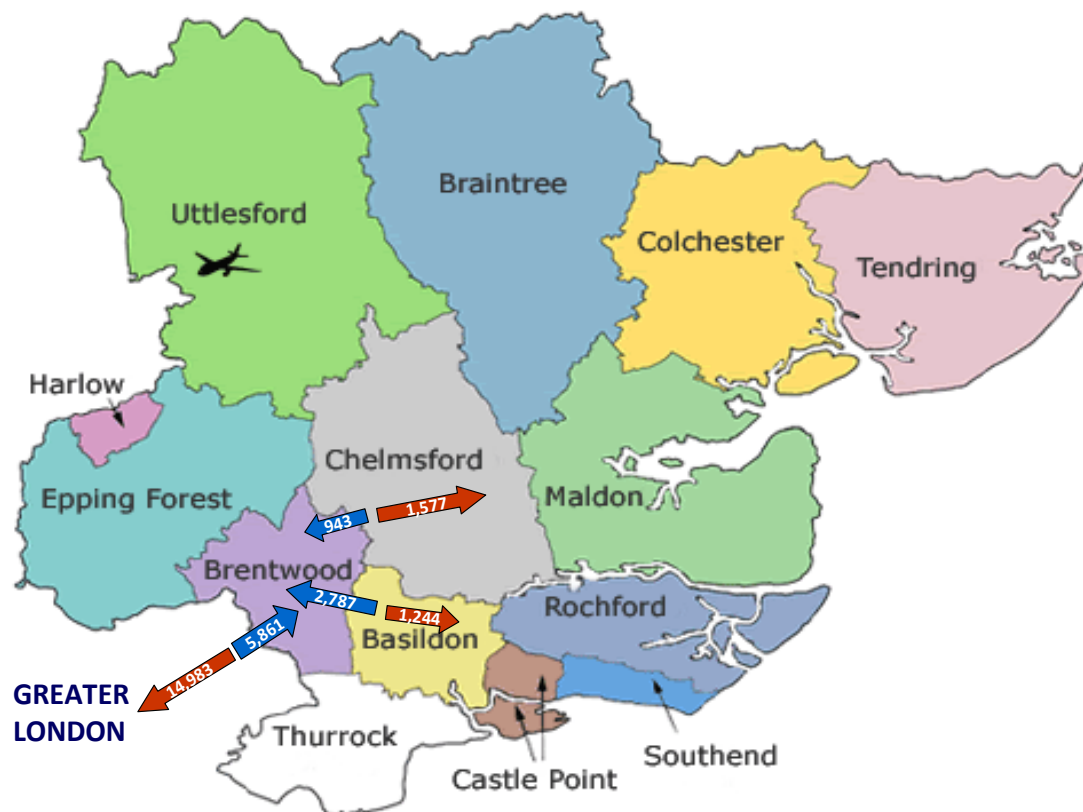 Braintree
Uttlesford
Colchester
Tendring
Harlow
Chelmsford
Epping Forest
Maldon
943
1,577
Brentwood
2,787
1,244
Rochford
5,861
Basildon
14,983
GREATER
LONDON
Thurrock
Southend
Castle Point